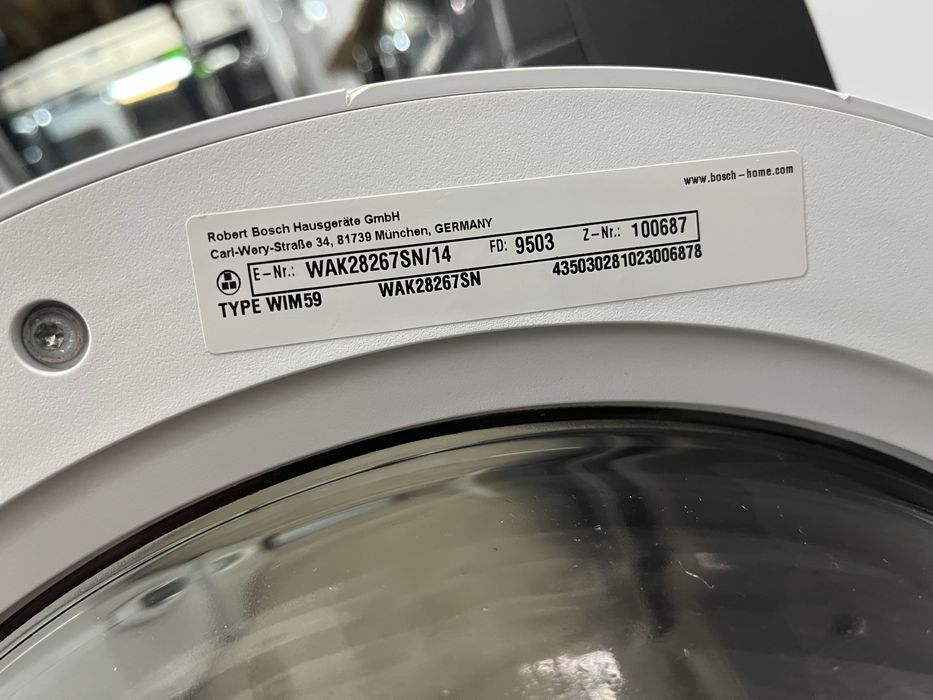 www.bosch-home.com
Robert Bosch Hausgeräte GmbH
Carl-Wery-Straße 34, 81739 München, GERMANY
E-Nr.: WAK28267SN/14 FD: 9503 Z-Nr.: 100687
TYPE WIM59 WAK28267SN 435030281023006878